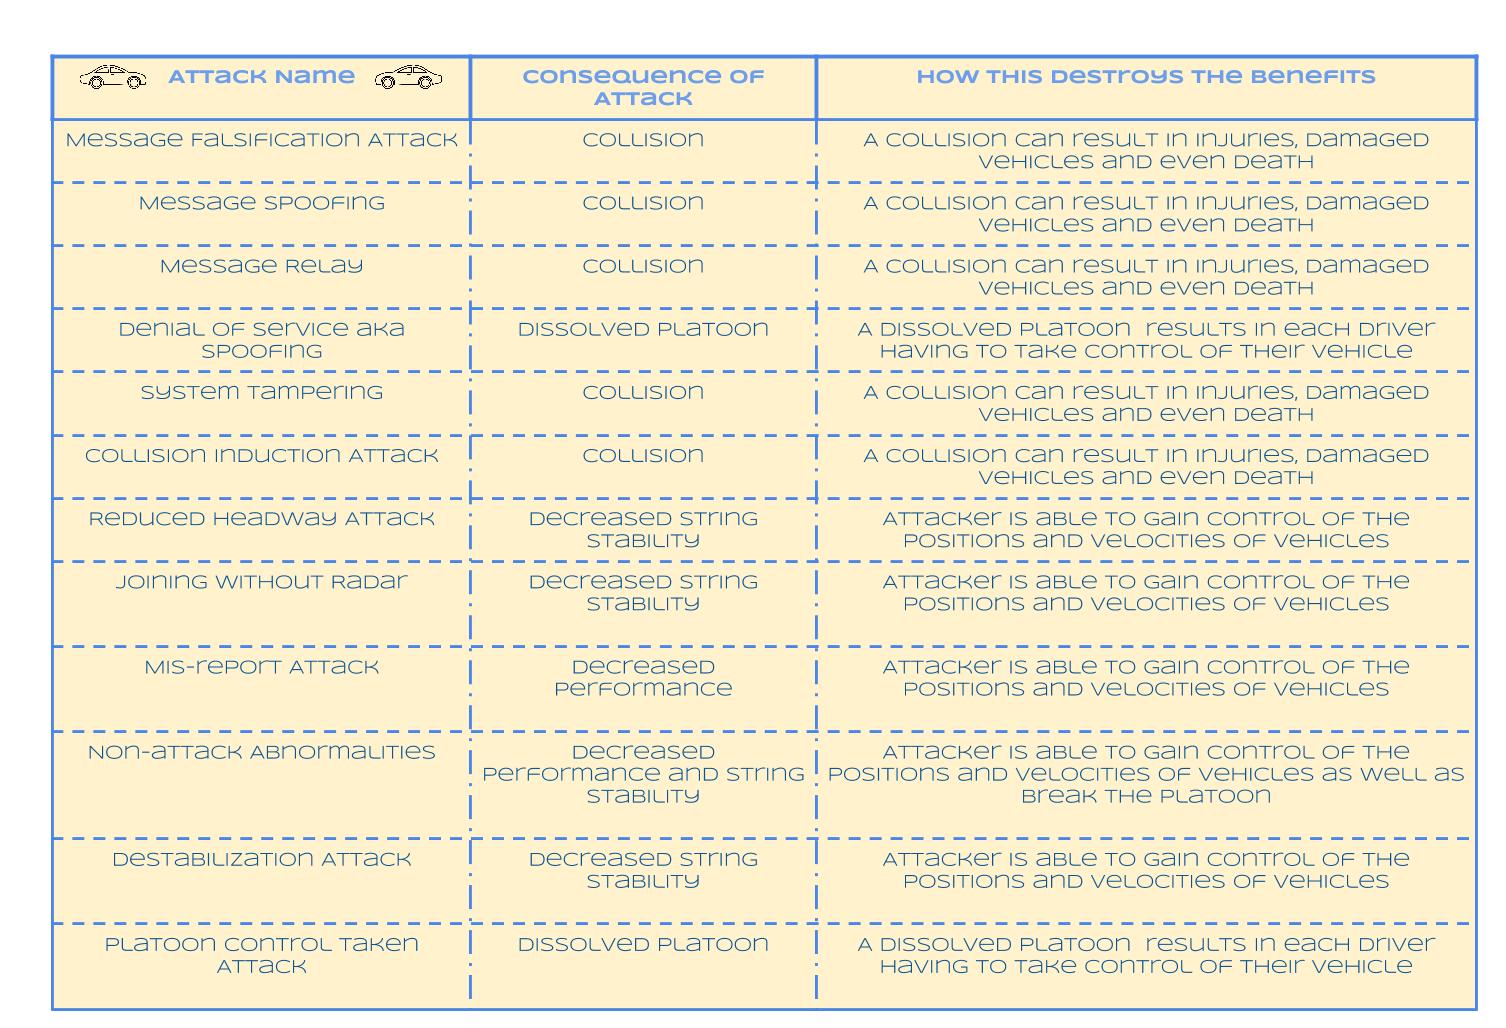 Attack Name
Consequence of
Attack
How this destroys the benefits
Message Falsification Attack
Collision
A collision can result in injuries, damaged
vehicles and even death
Message Spoofing
Collision
A collision can result in injuries, damaged
vehicles and even death
Message Relay
Collision
A collision can result in injuries, damaged
vehicles and even death
Denial of Service aka
Spoofing
Dissolved Platoon
A dissolved platoon results in each driver
having to take control of their vehicle
System Tampering
Collision
A collision can result in injuries, damaged
vehicles and even death
Collision Induction Attack
Collision
A collision can result in injuries, damaged
vehicles and even death
Reduced Headway Attack
Decreased string
stability
Attacker is able to gain control of the
positions and velocities of vehicles
Joining Without Radar
Decreased string
stability
Attacker is able to gain control of the
positions and velocities of vehicles
Mis-report Attack
Decreased
Performance
Attacker is able to gain control of the
positions and velocities of vehicles
Non-attack Abnormalities
Decreased
performance and string
stability
Attacker is able to gain control of the
positions and velocities of vehicles as well as
break the platoon
Destabilization Attack
Decreased string
stability
Attacker is able to gain control of the
positions and velocities of vehicles
Platoon Control Taken
Attack
Dissolved Platoon
A dissolved platoon results in each driver
having to take control of their vehicle